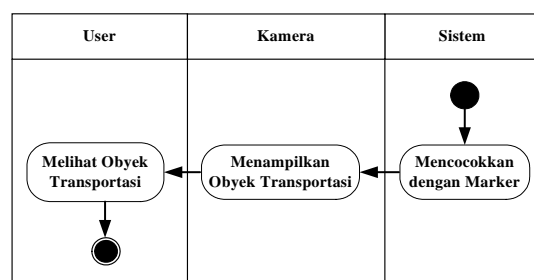 User
Kamera
Sistem
Melihat Obyek
Transportasi
Menampilkan
Obyek Transportasi
Mencocokkan
dengan Marker